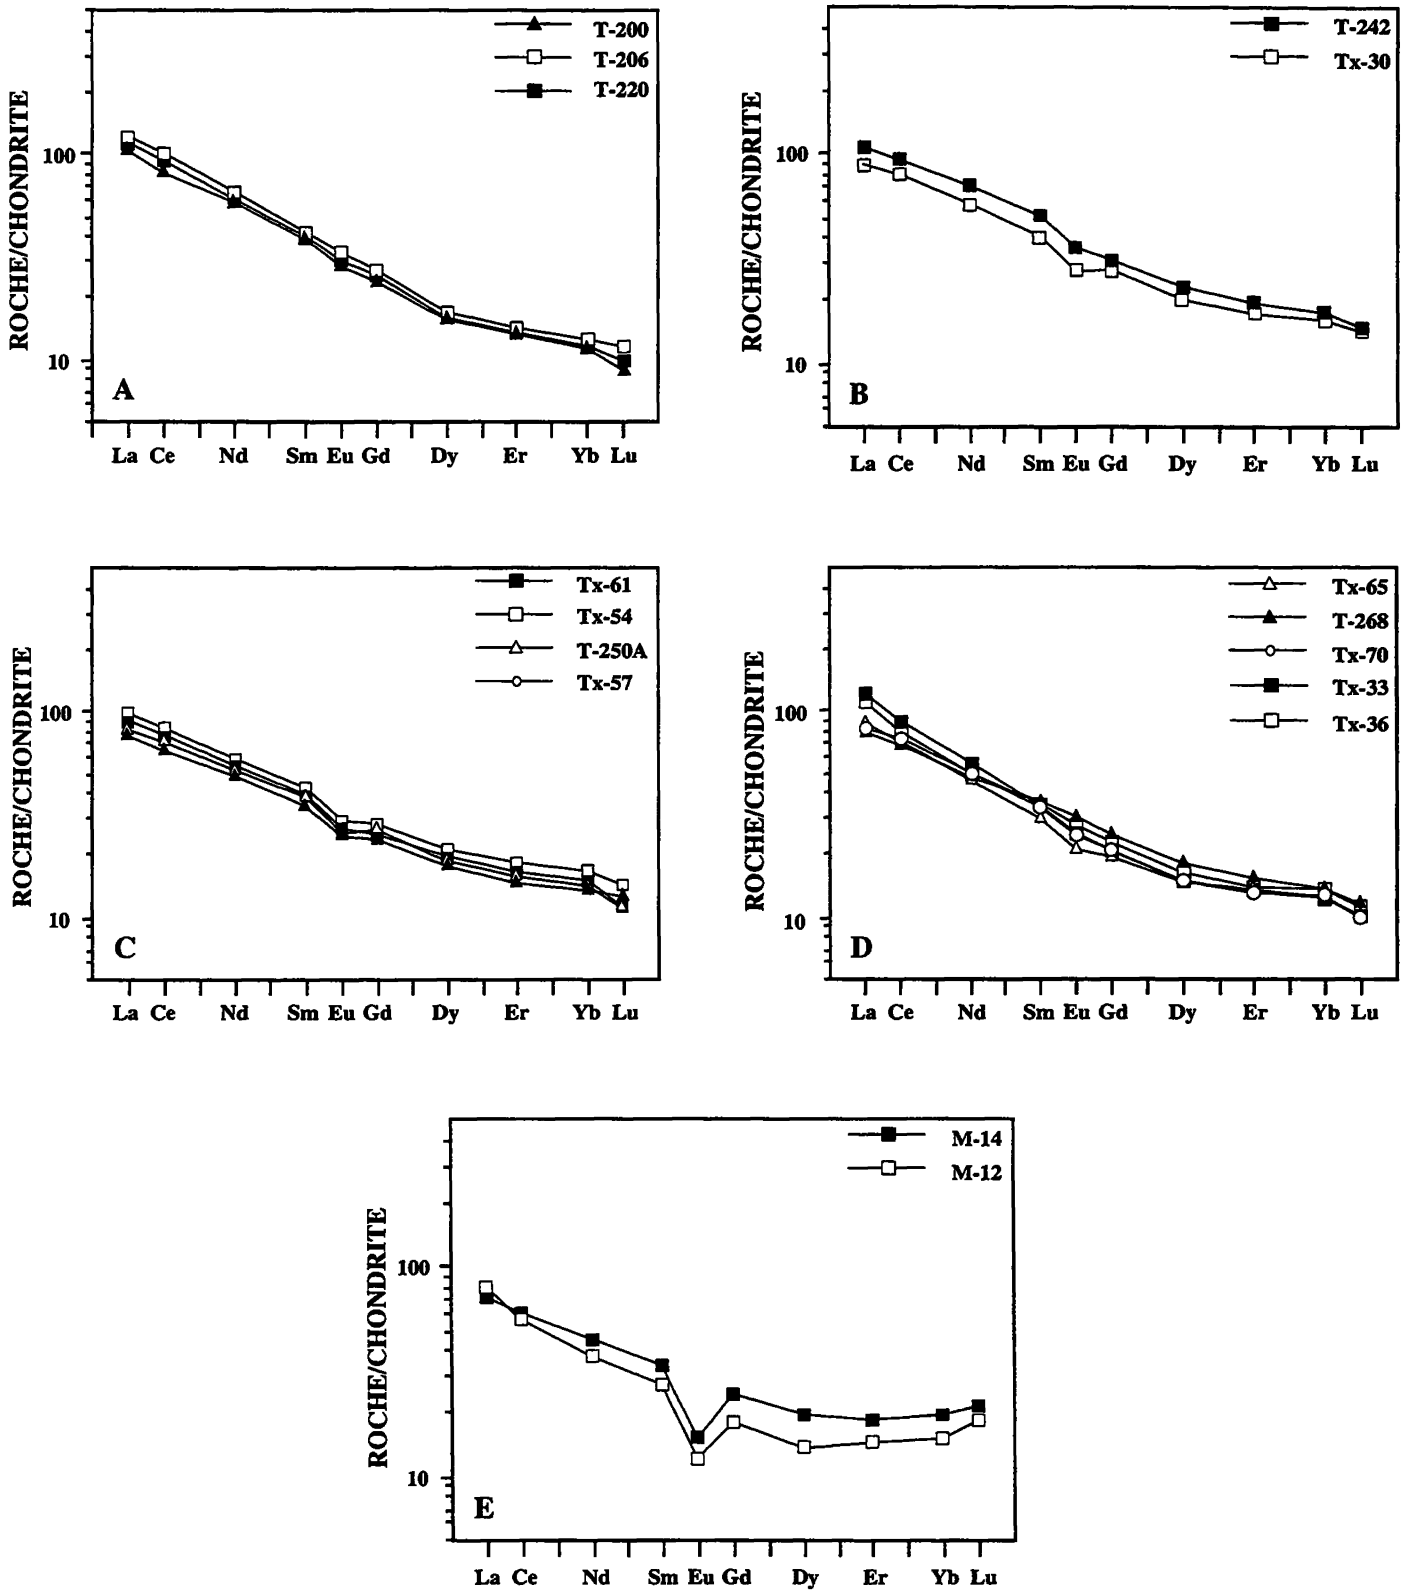 T-200
T-206
T-220
ROCHE/CHONDRITE
100
10
A
La Ce Nd Sm Eu Gd Dy Er Yb Lu
T-242
Tx-30
ROCHE/CHONDRITE
100
10
B
La Ce Nd Sm Eu Gd Dy Er Yb Lu
Tx-61
Tx-54
T-250A
Tx-57
ROCHE/CHONDRITE
100
10
C
La Ce Nd Sm Eu Gd Dy Er Yb Lu
Tx-65
T-268
Tx-70
Tx-33
Tx-36
ROCHE/CHONDRITE
100
10
D
La Ce Nd Sm Eu Gd Dy Er Yb Lu
M-14
M-12
ROCHE/CHONDRITE
100
10
E
La Ce Nd Sm Eu Gd Dy Er Yb Lu